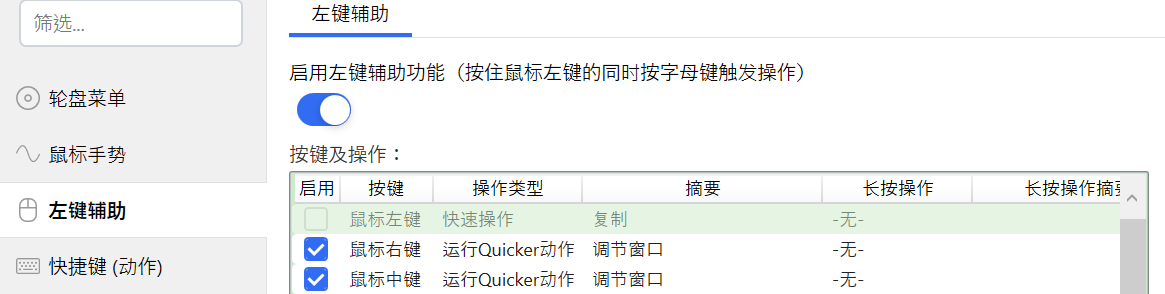 筛选...
轮盘菜单
鼠标手势
左键辅助
快捷键 (动作)
左键辅助
启用左键辅助功能（按住鼠标左键的同时按字母键触发操作）
按键及操作：
启用 按键 操作类型 摘要 长按操作 长按操作摘要
鼠标左键 快速操作 复制 -无-
鼠标右键 运行Quicker动作 调节窗口 -无-
鼠标中键 运行Quicker动作 调节窗口 -无-